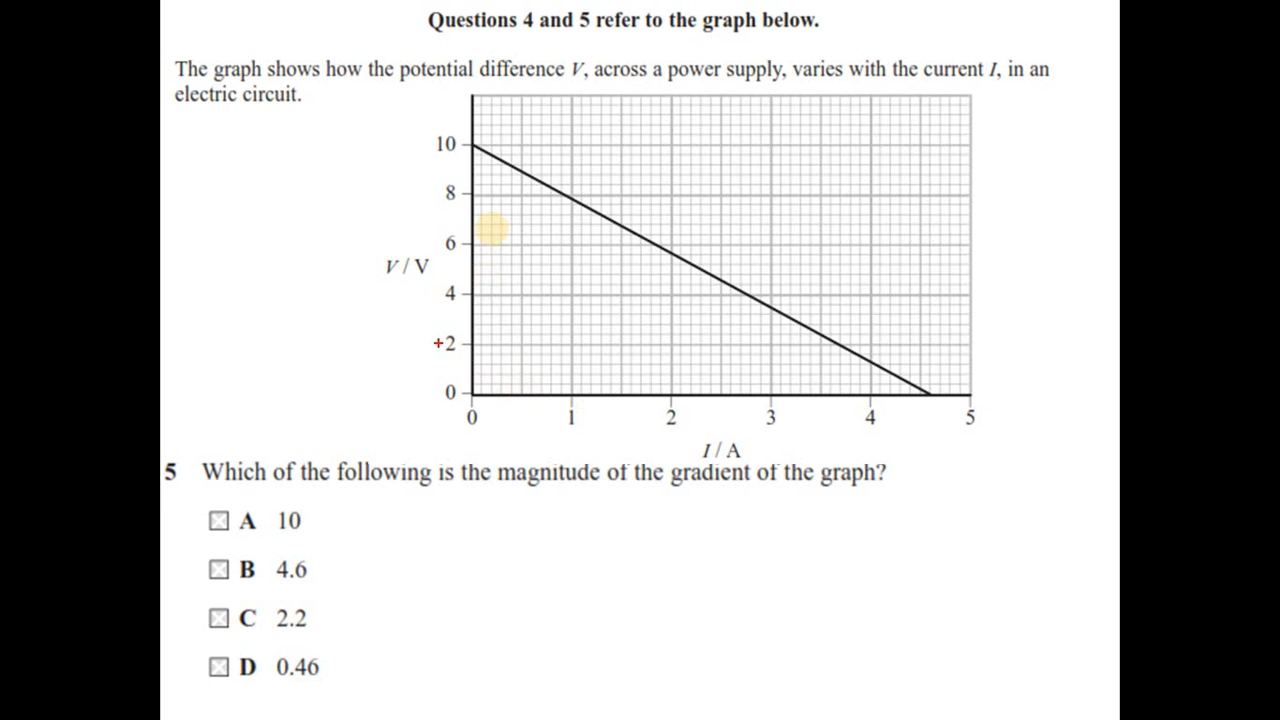 Questions 4 and 5 refer to the graph below.
The graph shows how the potential difference V, across a power supply, varies with the current I, in an
electric circuit.
10
8
6
V / V
4
+2
0
0 1 2 3 4 5
I / A
5 Which of the following is the magnitude of the gradient of the graph?
A 10
B 4.6
C 2.2
D 0.46